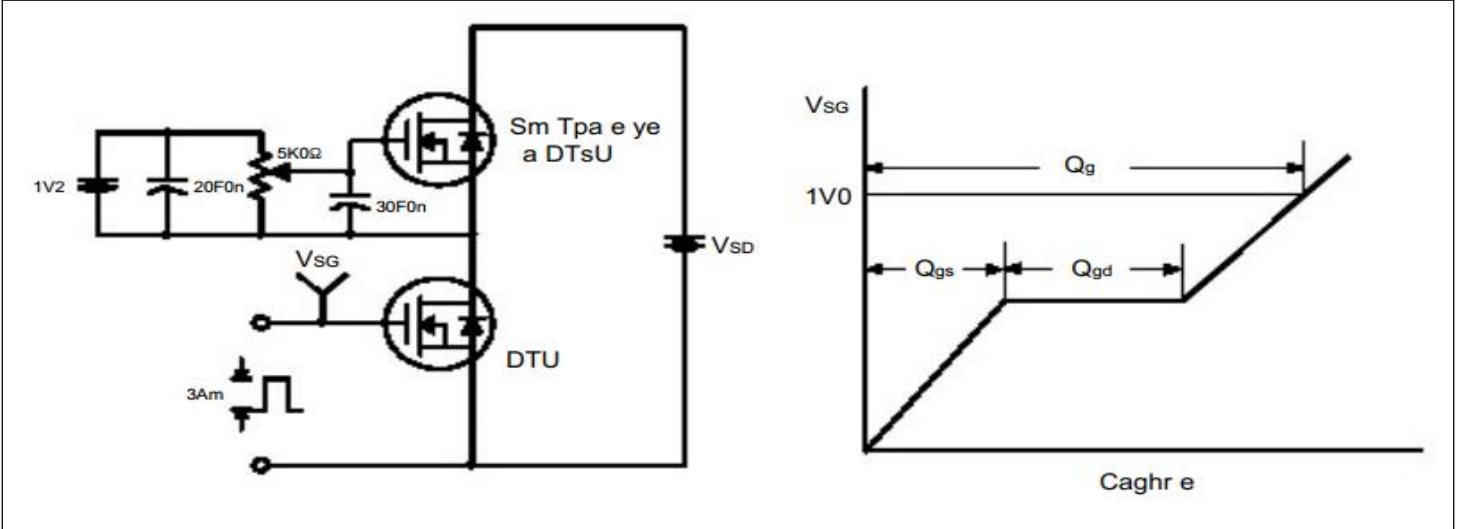 Sm Tpa e ye
a DTsU
5K0Ω
1V2
20F0n
30F0n
VSD
VSG
DTU
3Am
VSG
Qg
1V0
Qgs
Qgd
Caghr e